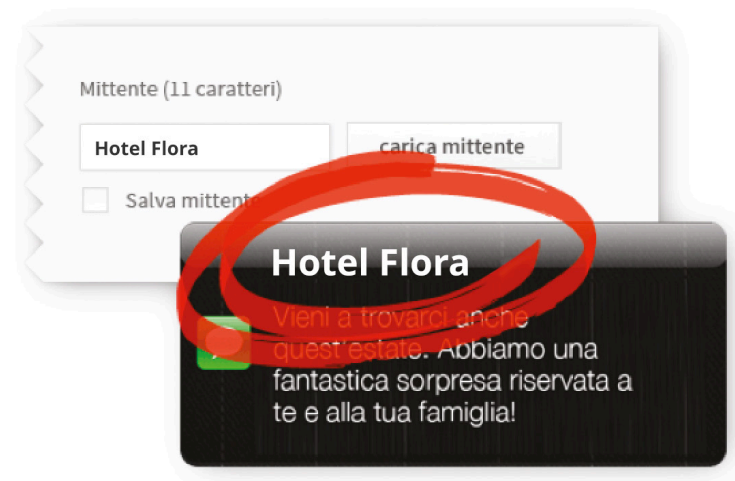 Mittente (11 caratteri)
Hotel Flora
carica mittente
Salva mittente
Hotel Flora
Vieni a trovarci anche
quest'estate. Abbiamo una
fantastica sorpresa riservata a
te e alla tua famiglia!